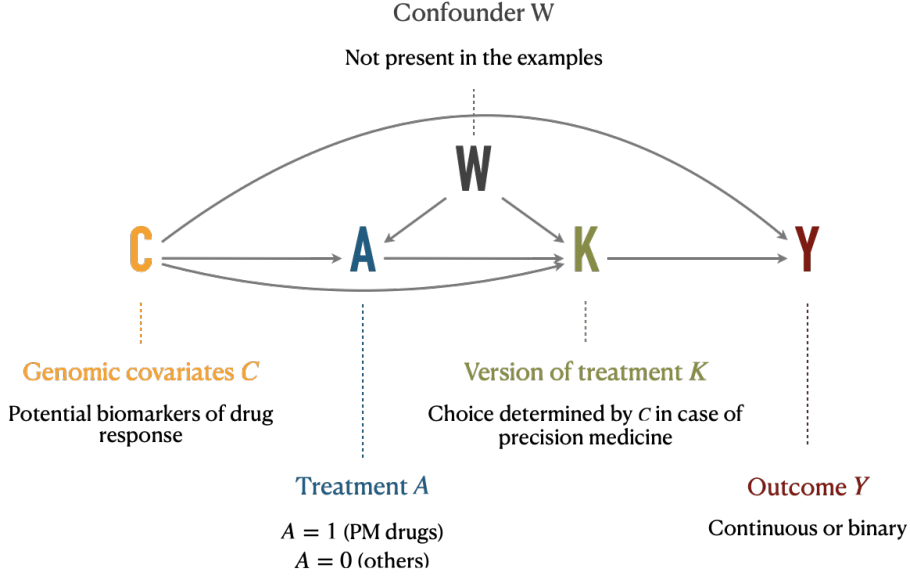 Confounder W
Not present in the examples
W
C
A
K
Y
Genomic covariates C
Potential biomarkers of drug
response
Version of treatment K
Choice determined by C in case of
precision medicine
Treatment A
A = 1 (PM drugs)
A = 0 (others)
Outcome Y
Continuous or binary